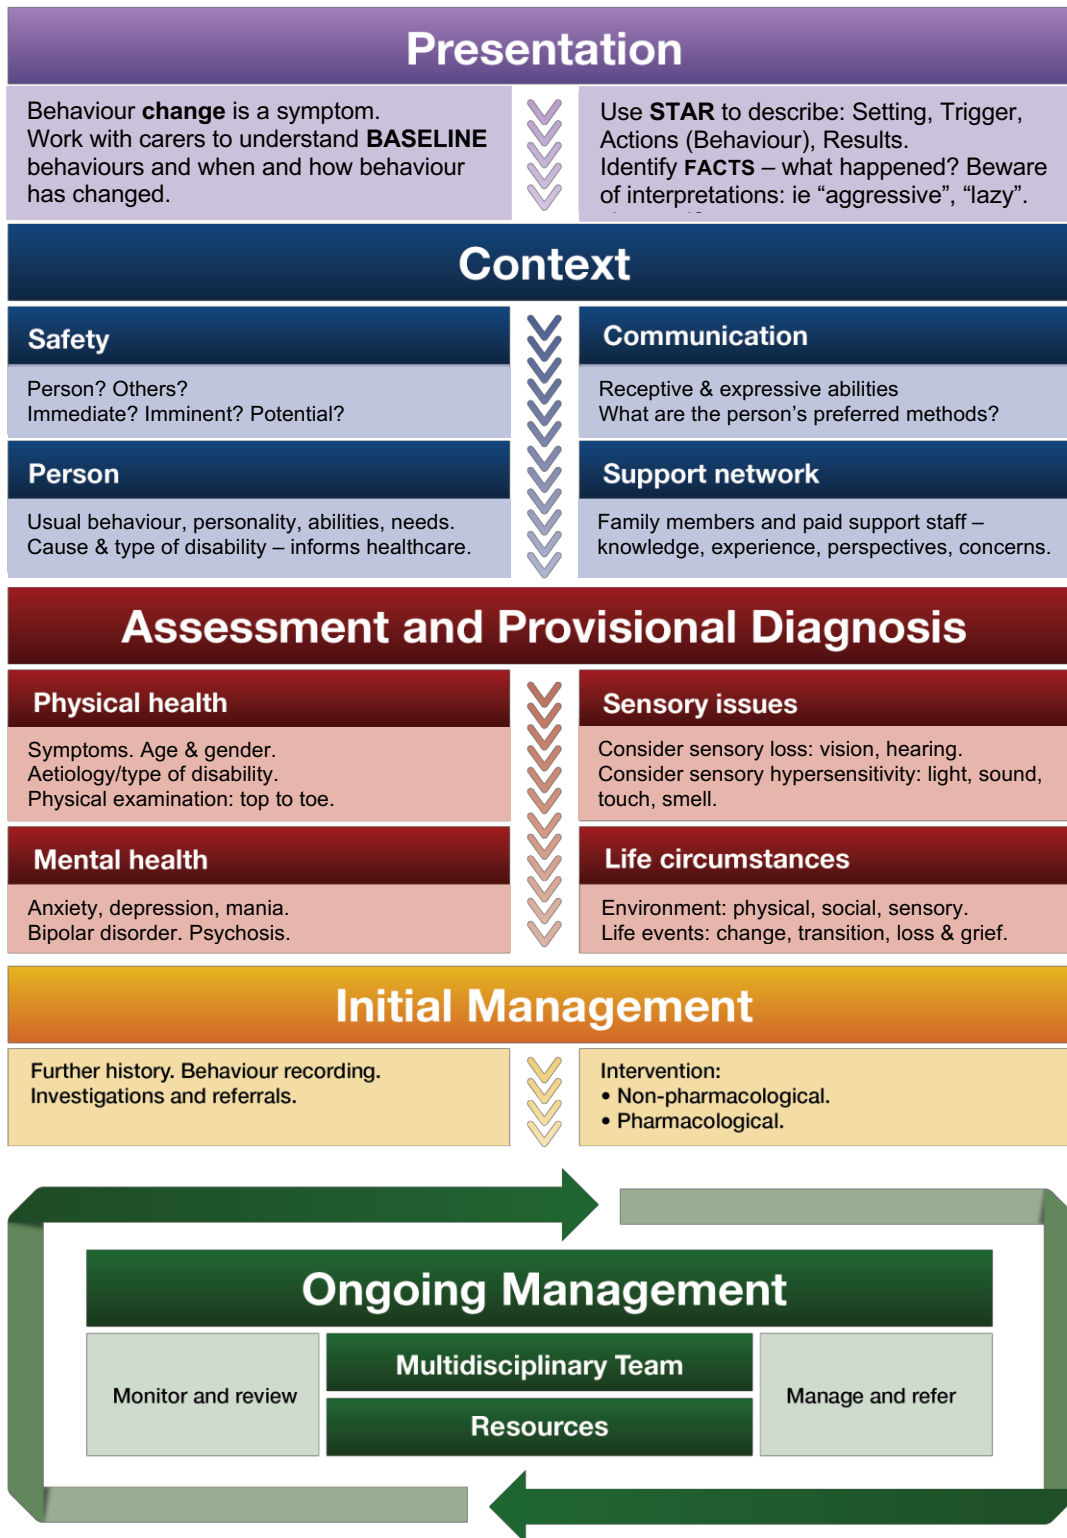 Presentation
Behaviour change is a symptom.
Work with carers to understand BASELINE
behaviours and when and how behaviour
has changed.
Use STAR to describe: Setting, Trigger,
Actions (Behaviour), Results.
Identify FACTS – what happened? Beware
of interpretations: ie “aggressive”, “lazy”.
Context
Safety
Person? Others?
Immediate? Imminent? Potential?
Communication
Receptive & expressive abilities
What are the person’s preferred methods?
Person
Usual behaviour, personality, abilities, needs.
Cause & type of disability – informs healthcare.
Support network
Family members and paid support staff –
knowledge, experience, perspectives, concerns.
Assessment and Provisional Diagnosis
Physical health
Symptoms. Age & gender.
Aetiology/type of disability.
Physical examination: top to toe.
Sensory issues
Consider sensory loss: vision, hearing.
Consider sensory hypersensitivity: light, sound,
touch, smell.
Mental health
Anxiety, depression, mania.
Bipolar disorder. Psychosis.
Life circumstances
Environment: physical, social, sensory.
Life events: change, transition, loss & grief.
Initial Management
Further history. Behaviour recording.
Investigations and referrals.
Intervention:
• Non-pharmacological.
• Pharmacological.
Ongoing Management
Monitor and review
Multidisciplinary Team
Resources
Manage and refer